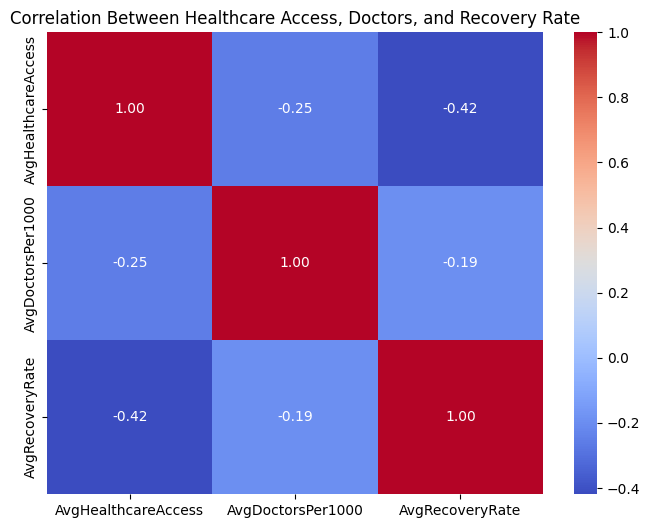 Correlation Between Healthcare Access, Doctors, and Recovery Rate
AvgHealthcareAccess
AvgDoctorsPer1000
AvgRecoveryRate
1.00 -0.25 -0.42
-0.25 1.00 -0.19
-0.42 -0.19 1.00
AvgHealthcareAccess AvgDoctorsPer1000 AvgRecoveryRate
1.0
0.8
0.6
0.4
0.2
0.0
-0.2
-0.4